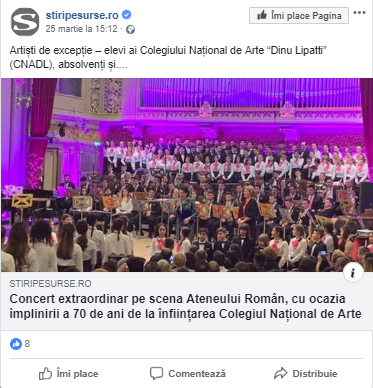 stiripesurse.ro
Îmi place Pagina
25 martie la 15:12 ·
Artiști de excepție – elevi ai Colegiului Național de Arte “Dinu Lipatti”
(CNADL), absolvenți și....
STIRIPESURSE.RO
Concert extraordinar pe scena Ateneului Român, cu ocazia
împlinirii a 70 de ani de la înființarea Colegiul Național de Arte
8
Îmi place
Comentează
Distribuie